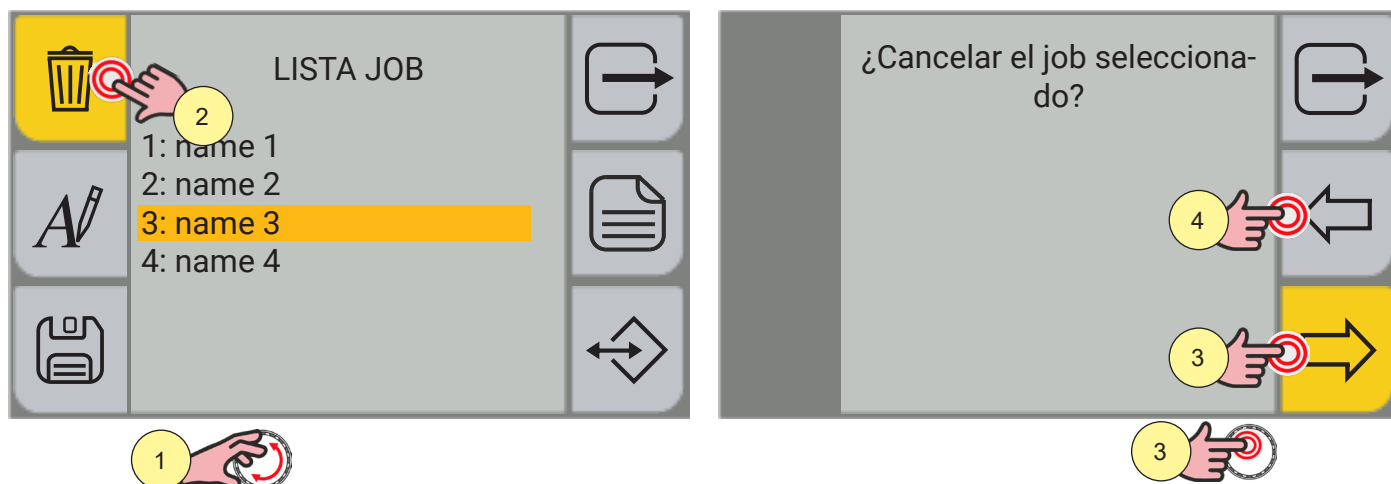 LISTA JOB
2
1: name 1
2: name 2
3: name 3
4: name 4
A
1
¿Cancelar el job selecciona-
do?
4
3
3